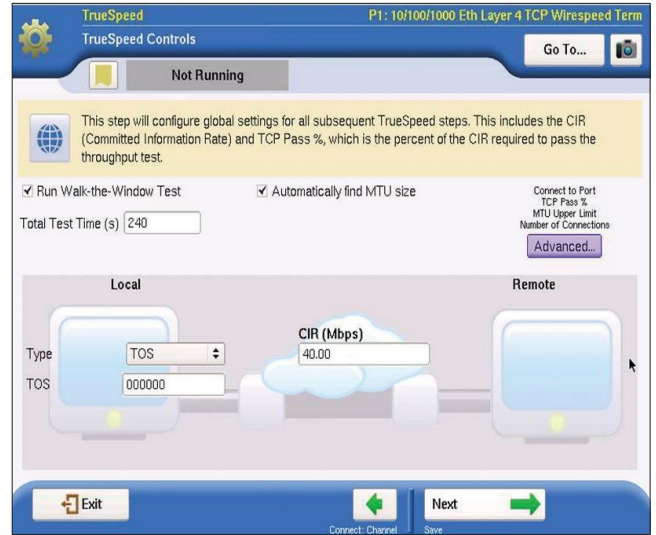 TrueSpeed
P1: 10/100/1000 Eth Layer 4 TCP Wirespeed Term
TrueSpeed Controls
Go To...
Not Running
This step will configure global settings for all subsequent TrueSpeed steps. This includes the CIR
(Committed Information Rate) and TCP Pass %, which is the percent of the CIR required to pass the
throughput test.
Run Walk-the-Window Test
Automatically find MTU size
Connect to Port
TCP Pass %
MTU Upper Limit
Number of Connections
Total Test Time (s) 240
Advanced...
Local
Remote
CIR (Mbps)
Type TOS 40.00
TOS 000000
Exit
Next
Connect: Channel
Save